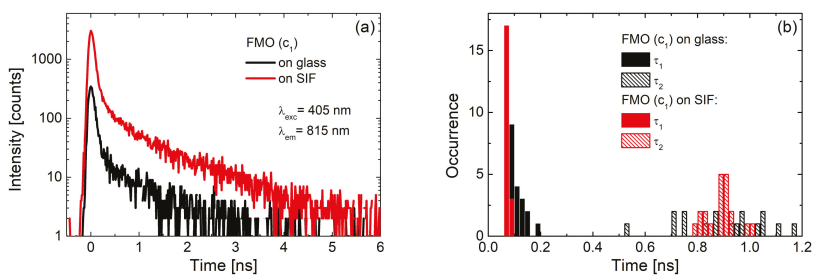 (a)
FMO (c1)
on glass
on SIF
λexc= 405 nm
λem= 815 nm
Intensity [counts]
1000
100
10
1
0 1 2 3 4 5 6
Time [ns]
(b)
FMO (c1) on glass:
τ1
τ2
FMO (c1) on SIF:
τ1
τ2
Occurrence
15
10
5
0
0.0 0.2 0.4 0.6 0.8 1.0 1.2
Time [ns]